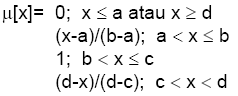 μ[x]= 0; x ≤ a atau x ≥ d
(x-a)/(b-a); a < x ≤ b
1; b < x ≤ c
(d-x)/(d-c); c < x < d